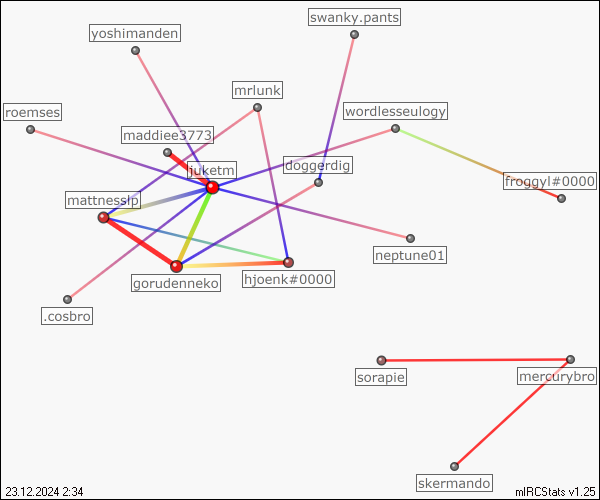 swanky.pants
yoshimanden
mrlunk
roemses
wordlesseulogy
maddiee3773
juketm
doggerdig
froggyl#0000
mattnesslp
neptune01
gorudenneko
hjoenk#0000
.cosbro
sorapie
mercurybro
skermando
23.12.2024 2:34
mIRCStats v1.25